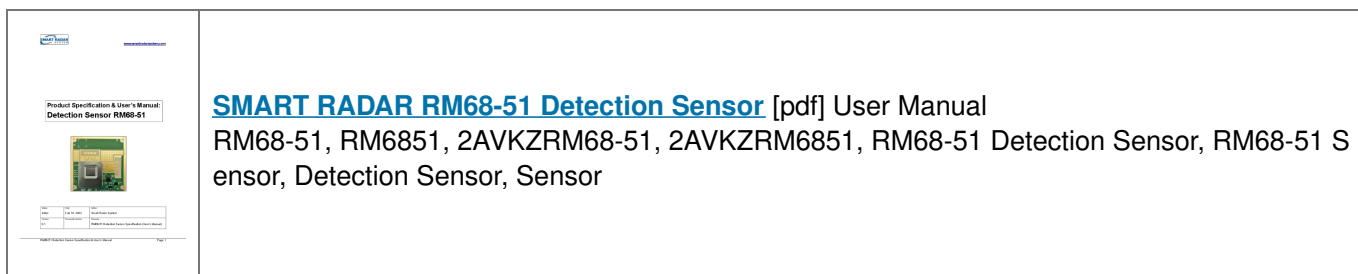 SMART RADAR
Product Specification & User's Manual:
Detection Sensor RM68-51
SMART RADAR RM68-51 Detection Sensor [pdf] User Manual
RM68-51, RM6851, 2AVKZRM68-51, 2AVKZRM6851, RM68-51 Detection Sensor, RM68-51 S
ensor, Detection Sensor, Sensor